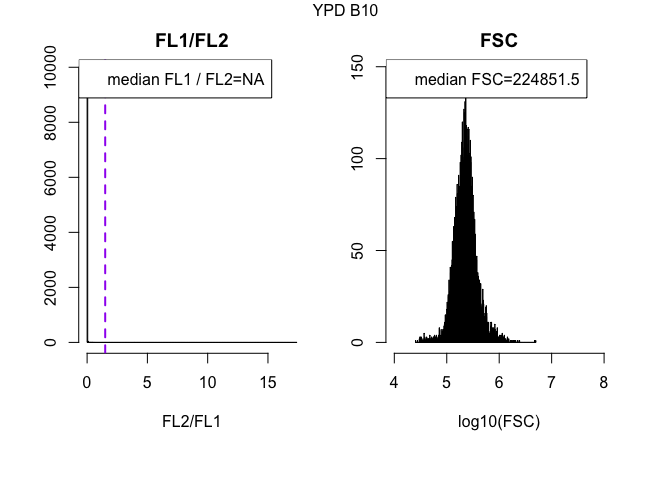 YPD B10
FL1/FL2
median FL1 / FL2=NA
10000
8000
6000
4000
2000
0
0 5 10 15
FL2/FL1
FSC
median FSC=224851.5
150
100
50
0
4 5 6 7 8
log10(FSC)